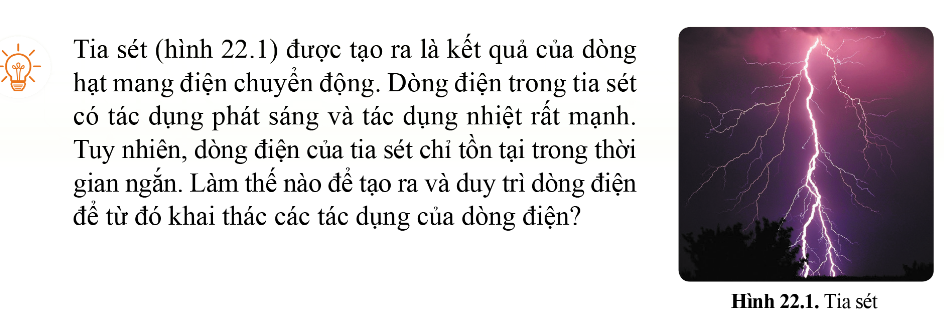 Tia sét (hình 22.1) được tạo ra là kết quả của dòng
hạt mang điện chuyển động. Dòng điện trong tia sét
có tác dụng phát sáng và tác dụng nhiệt rất mạnh.
Tuy nhiên, dòng điện của tia sét chỉ tồn tại trong thời
gian ngắn. Làm thế nào để tạo ra và duy trì dòng điện
để từ đó khai thác các tác dụng của dòng điện?
Hình 22.1. Tia sét